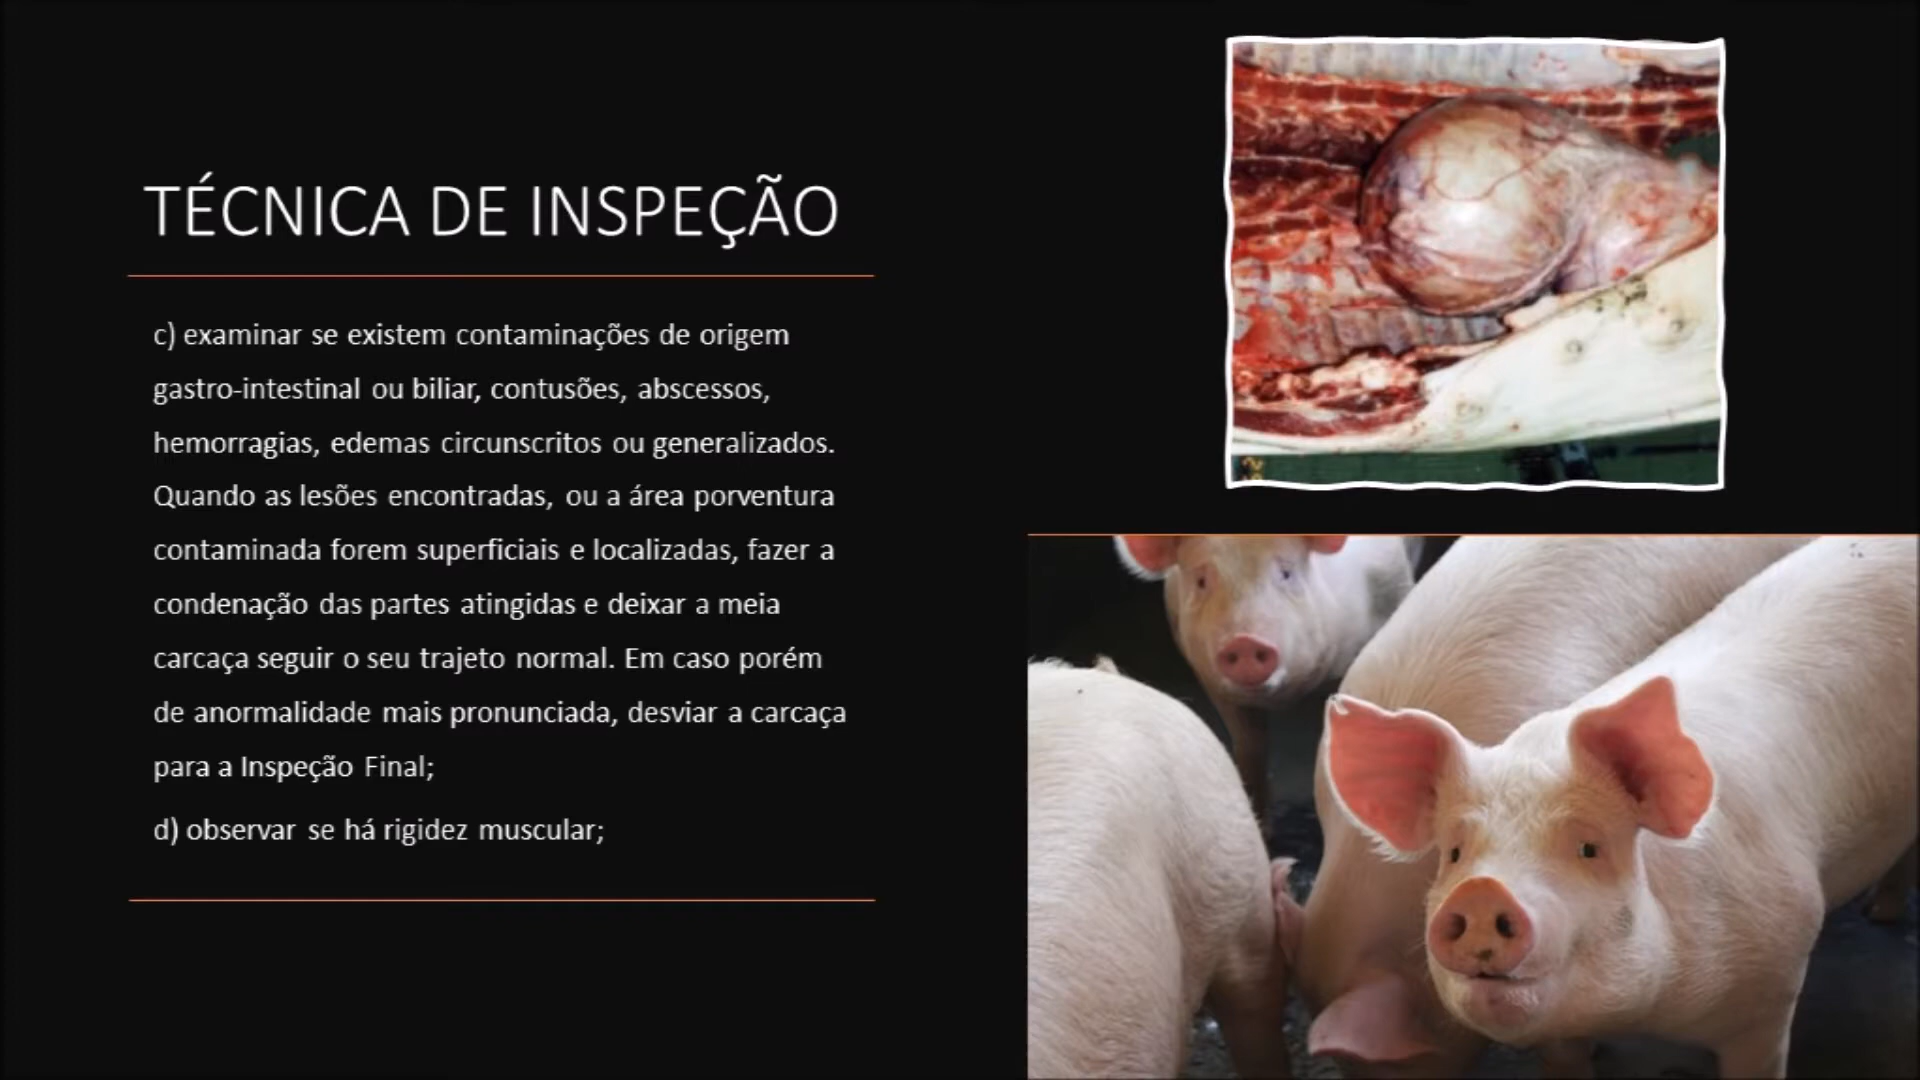 TÉCNICA DE INSPEÇÃO
c) examinar se existem contaminações de origem
gastro-intestinal ou biliar, contusões, abscessos,
hemorragias, edemas circunscritos ou generalizados.
Quando as lesões encontradas, ou a área porventura
contaminada forem superficiais e localizadas, fazer a
condenação das partes atingidas e deixar a meia
carcaça seguir o seu trajeto normal. Em caso porém
de anormalidade mais pronunciada, desviar a carcaça
para a Inspeção Final;
d) observar se há rigidez muscular;